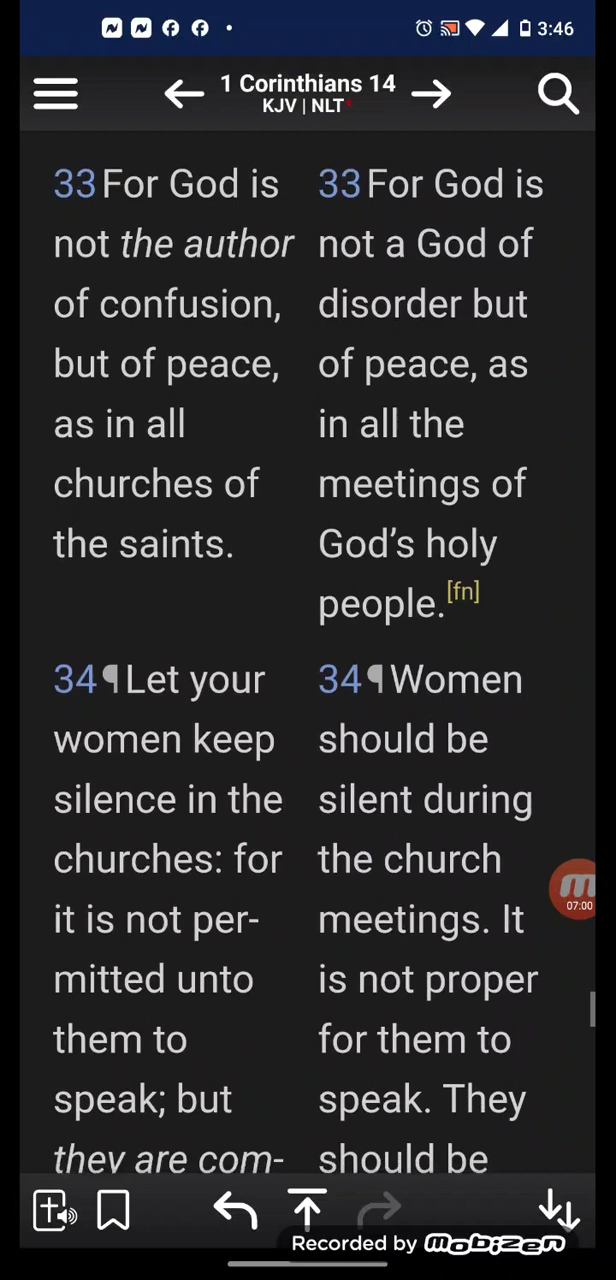 3:46
1 Corinthians 14
KJV | NLT*
33 For God is
not the author
of confusion,
but of peace,
as in all
churches of
the saints.
34 ¶ Let your
women keep
silence in the
churches: for
it is not per-
mitted unto
them to
speak; but
they are com-
33 For God is
not a God of
disorder but
of peace, as
in all the
meetings of
God's holy
people.[fn]
34 ¶ Women
should be
silent during
the church
meetings. It
is not proper
for them to
speak. They
should be
07:00
Recorded by mobizen